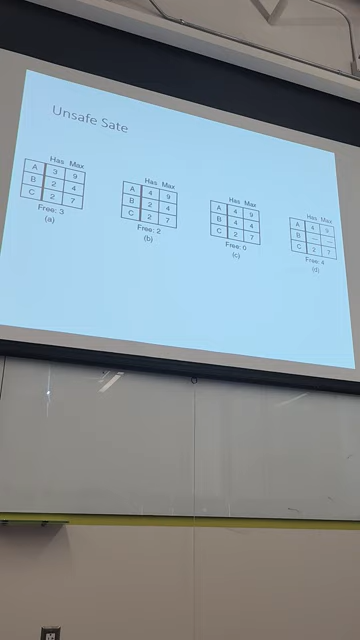 Unsafe Sate
Has Max
A 3 9
B 2 4
C 2 7
Free: 3
(a)
Has Max
A 4 9
B 2 4
C 2 7
Free: 2
(b)
Has Max
A 4 9
B 4 4
C 2 7
Free: 0
(c)
Has Max
A 4 9
B — —
C 2 7
Free: 4
(d)